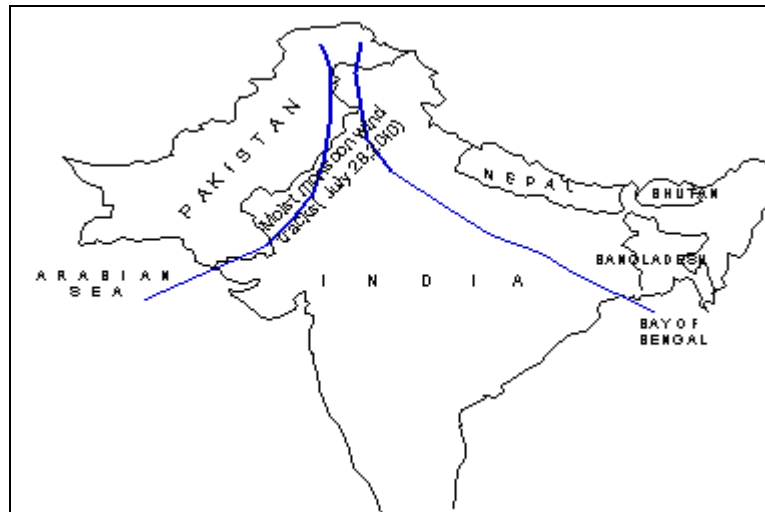 PAKISTAN
Moist monsoon wind
tracks( July 28,2010)
NEPAL
BHUTAN
BANGLADESH
ARABIAN
SEA
INDIA
BAY OF
BENGAL